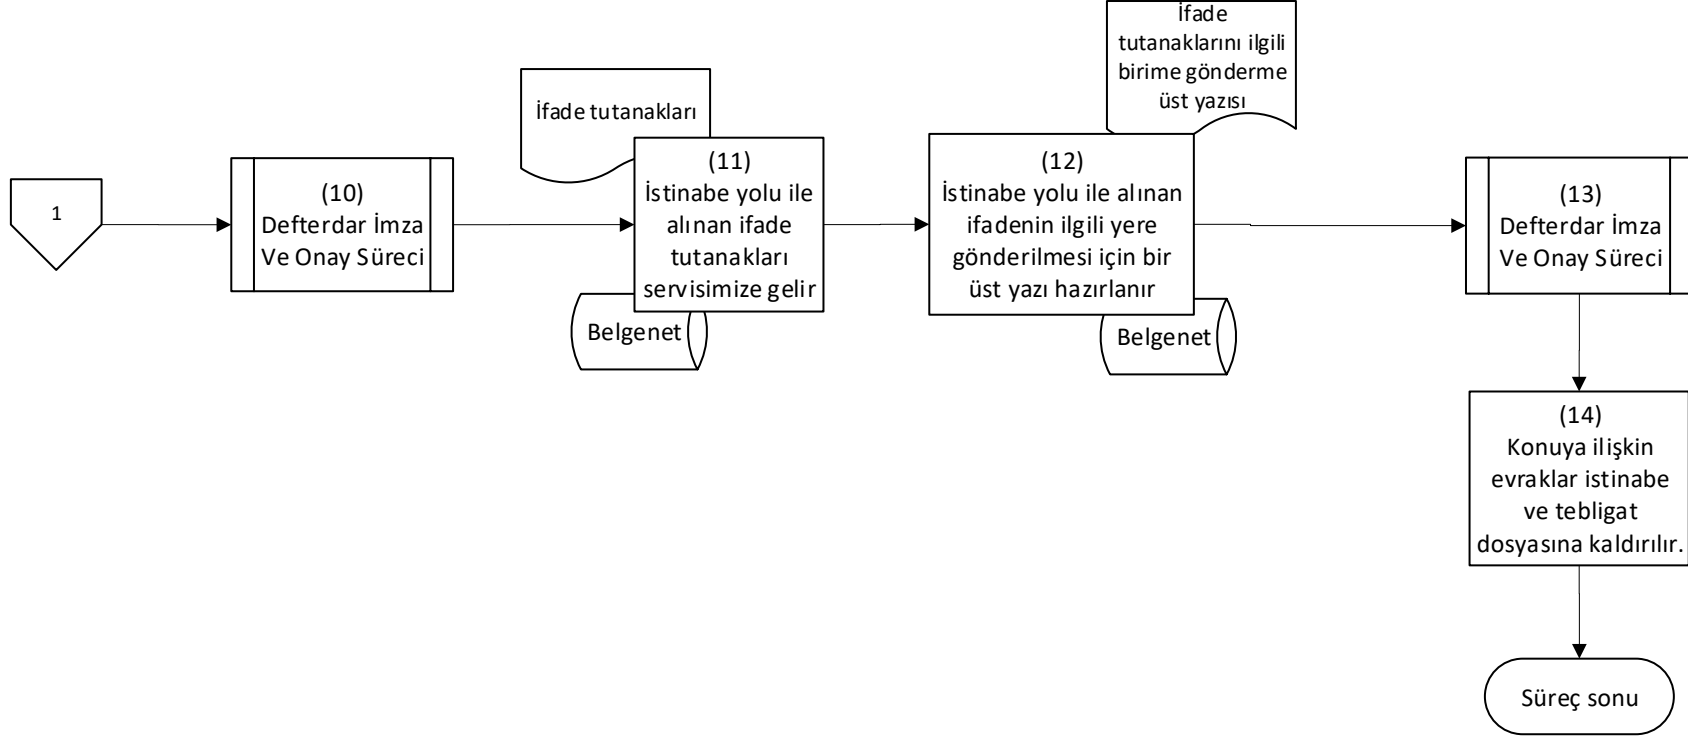 1
(10)
Defterdar İmza
Ve Onay Süreci
İfade tutanakları
(11)
İstinabe yolu ile
alınan ifade
tutanakları
servisimize gelir
Belgenet
İfade
tutanaklarını ilgili
birime gönderme
üst yazısı
(12)
İstinabe yolu ile alınan
ifadenin ilgili yere
gönderilmesi için bir
üst yazı hazırlanır
Belgenet
(13)
Defterdar İmza
Ve Onay Süreci
(14)
Konuya ilişkin
evraklar istinabe
ve tebligat
dosyasına kaldırılır.
Süreç sonu